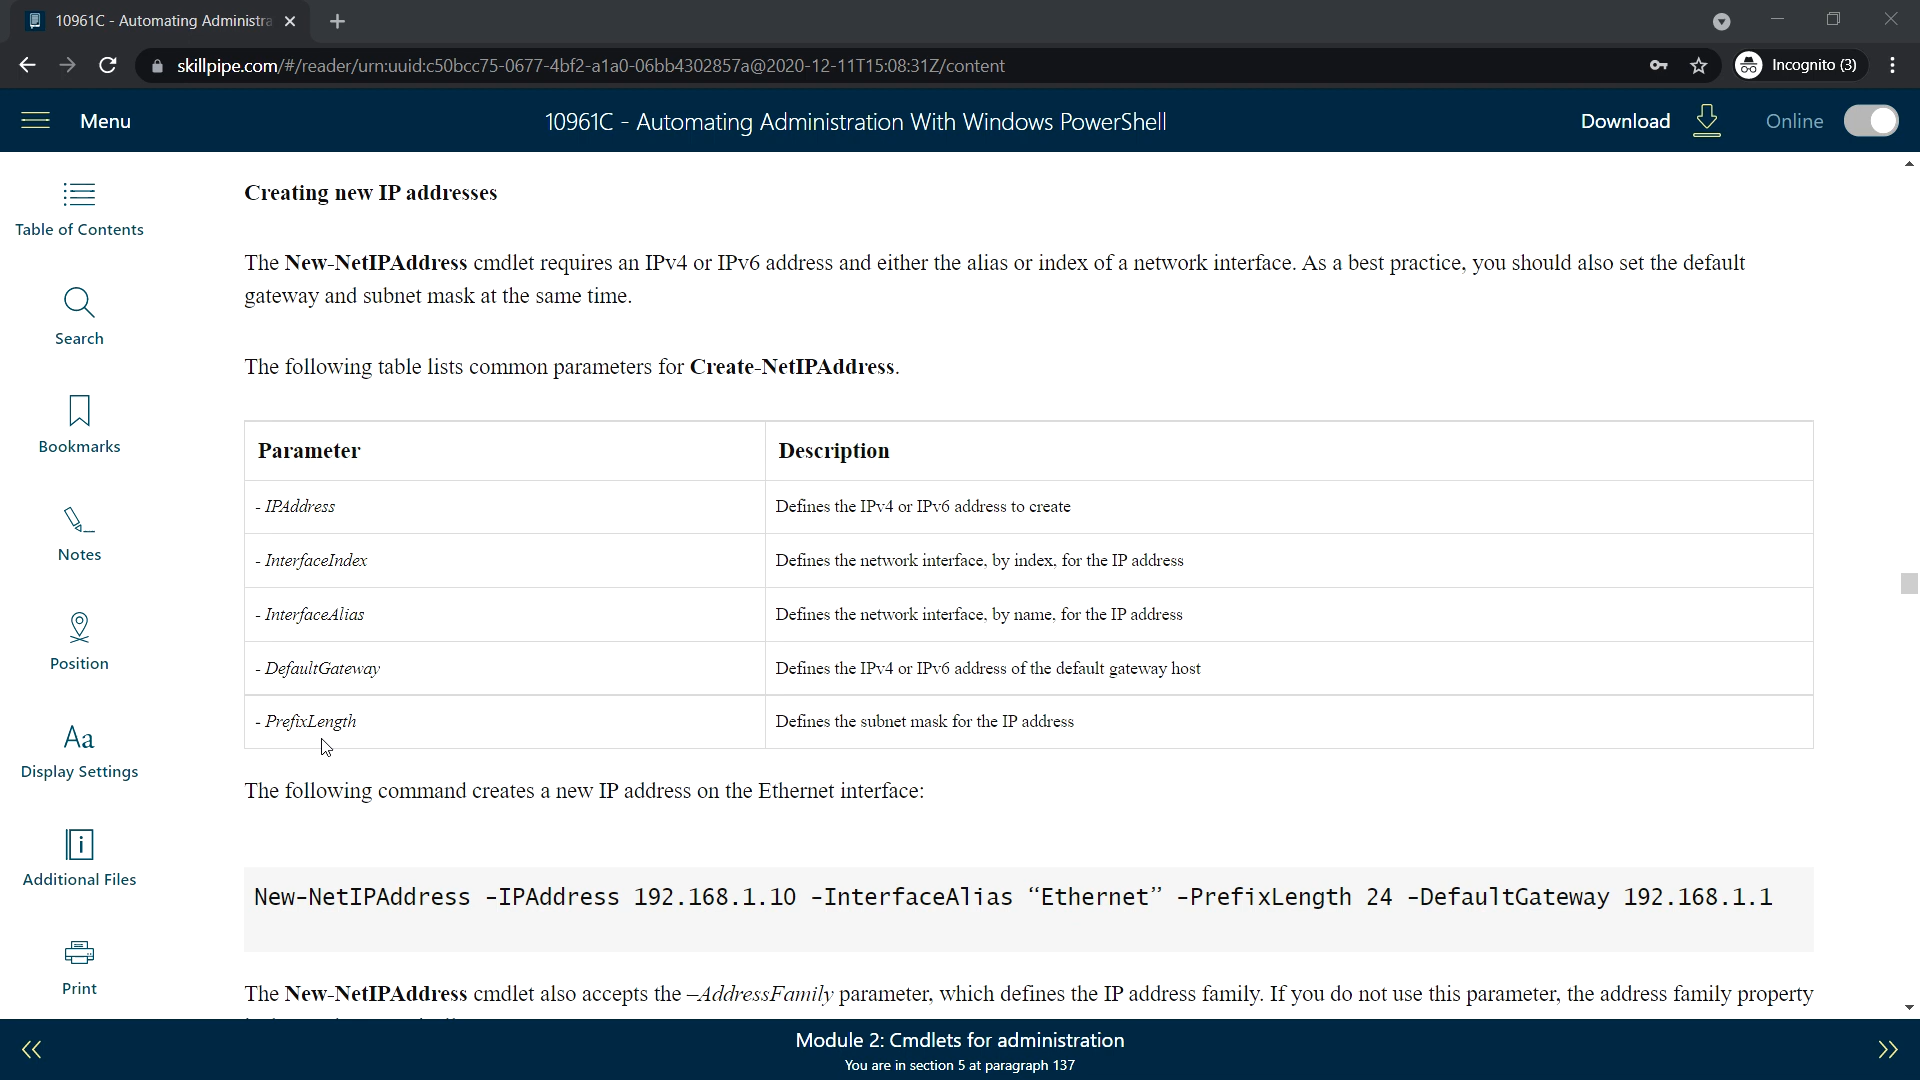 10961C - Automating Administra
skillpipe.com/#/reader/urn:uuid:c50bcc75-0677-4bf2-a1a0-06bb4302857a@2020-12-11T15:08:31Z/content
Incognito (3)
Menu
10961C - Automating Administration With Windows PowerShell
Download
Online
Table of Contents
Search
Bookmarks
Notes
Position
Aa
Display Settings
Additional Files
Print
Creating new IP addresses
The New-NetIPAddress cmdlet requires an IPv4 or IPv6 address and either the alias or index of a network interface. As a best practice, you should also set the default
gateway and subnet mask at the same time.
The following table lists common parameters for Create-NetIPAddress.
Parameter Description
- IPAddress Defines the IPv4 or IPv6 address to create
- InterfaceIndex Defines the network interface, by index, for the IP address
- InterfaceAlias Defines the network interface, by name, for the IP address
- DefaultGateway Defines the IPv4 or IPv6 address of the default gateway host
- PrefixLength Defines the subnet mask for the IP address
The following command creates a new IP address on the Ethernet interface:
New-NetIPAddress -IPAddress 192.168.1.10 -InterfaceAlias “Ethernet” -PrefixLength 24 -DefaultGateway 192.168.1.1
The New-NetIPAddress cmdlet also accepts the –AddressFamily parameter, which defines the IP address family. If you do not use this parameter, the address family property
Module 2: Cmdlets for administration
You are in section 5 at paragraph 137